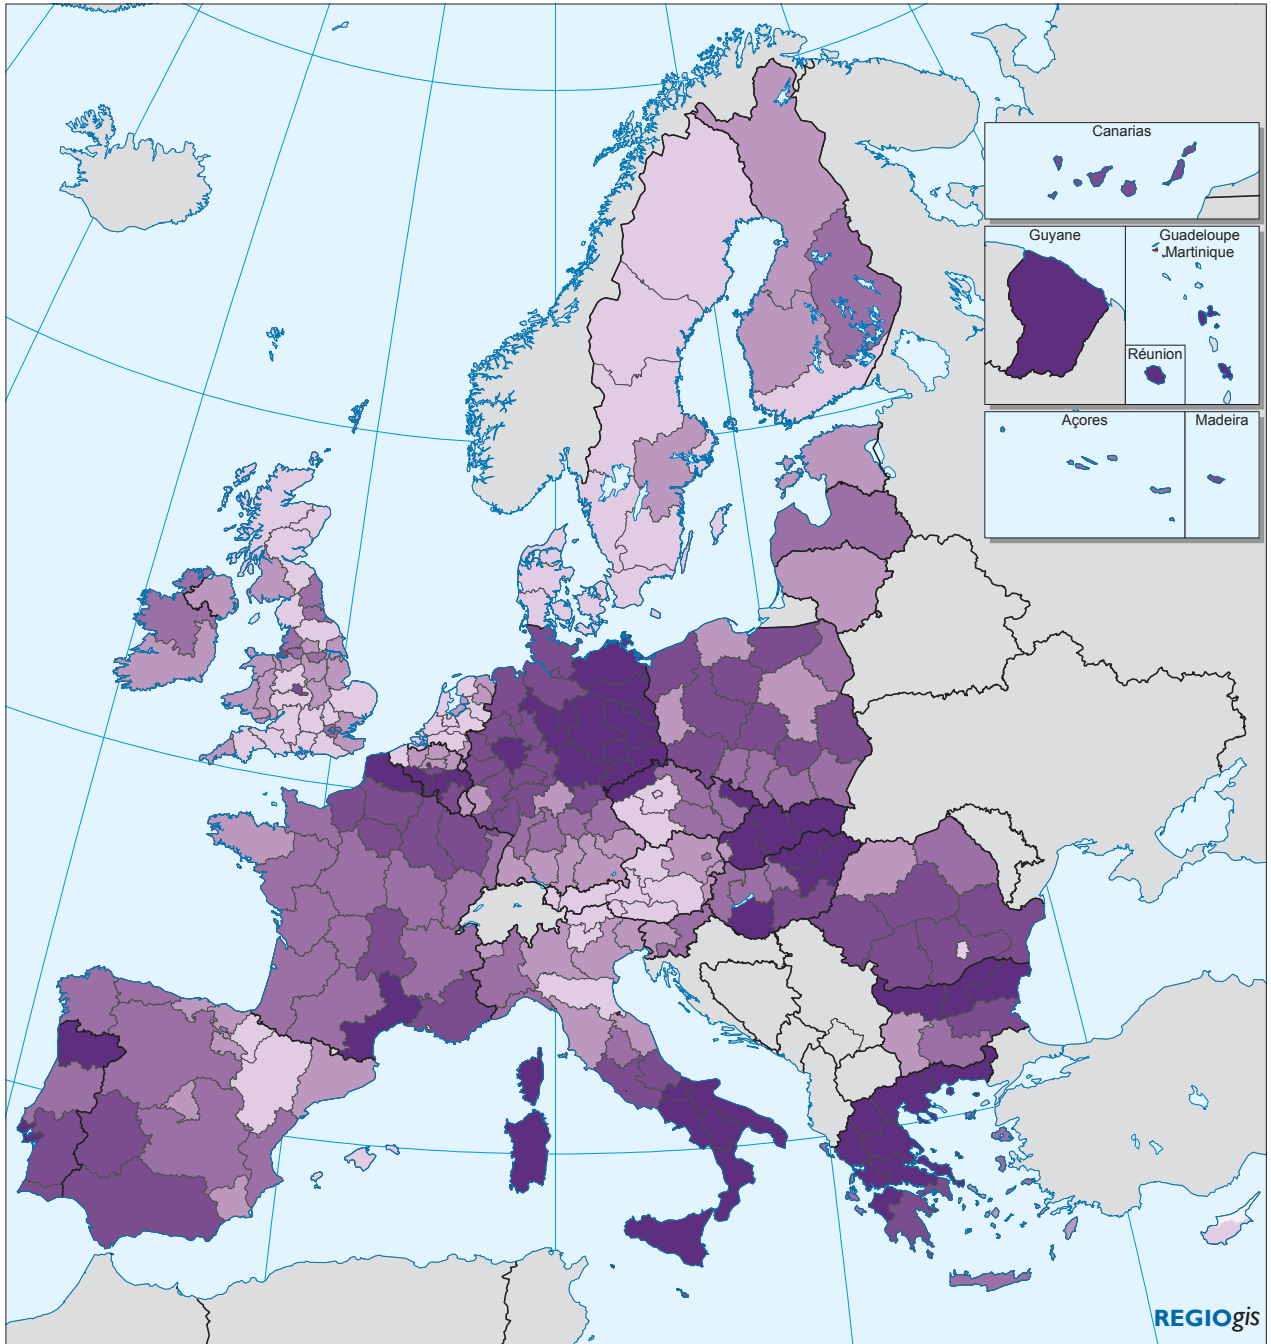 Canarias
Guyane
Guadeloupe
Martinique
Réunion
Açores
Madeira
REGIOgis